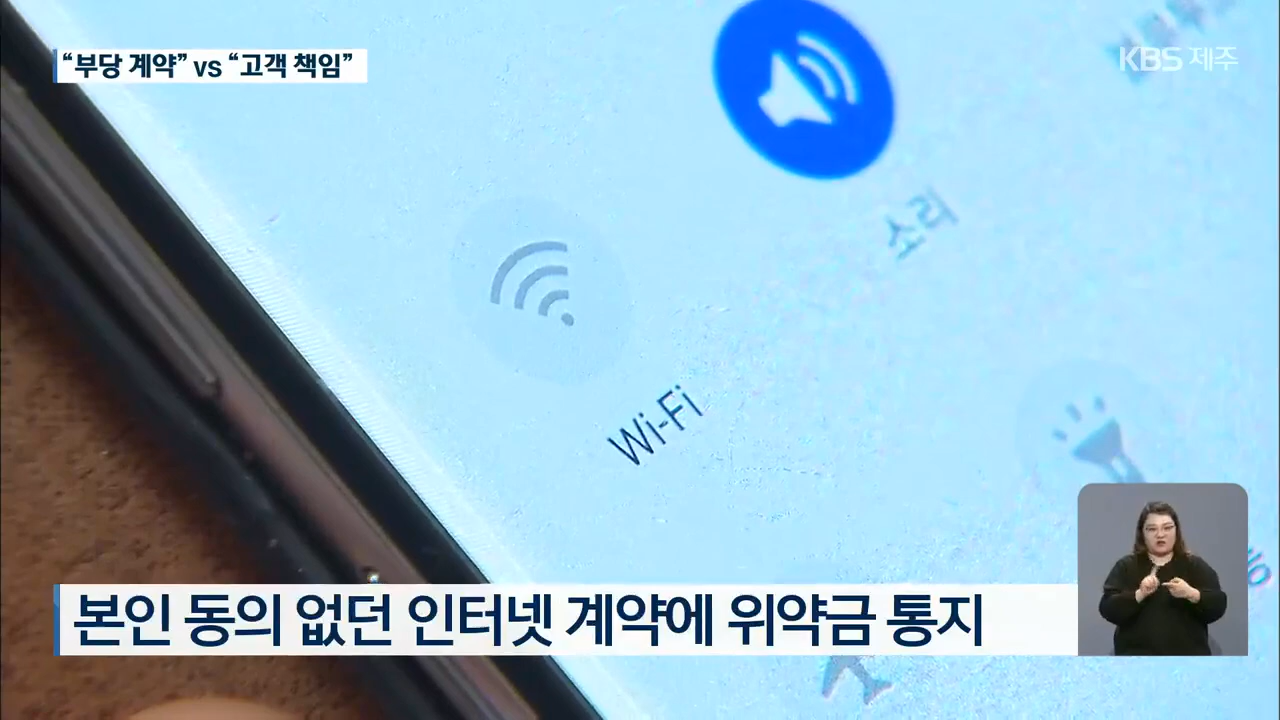 “부당 계약” vs “고객 책임”
KBS 제주
소리
Wi-Fi
본인 동의 없던 인터넷 계약에 위약금 통지